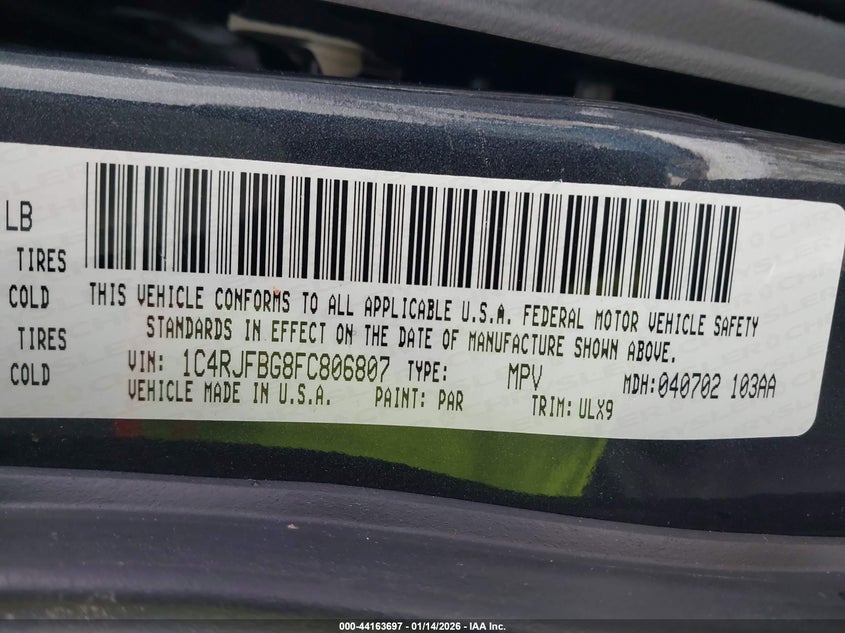 LB
TIRES
COLD
TIRES
COLD
THIS VEHICLE CONFORMS TO ALL APPLICABLE U.S.A. FEDERAL MOTOR VEHICLE SAFETY
STANDARDS IN EFFECT ON THE DATE OF MANUFACTURE SHOWN ABOVE.
VIN: 1C4RJFBG8FC806807 TYPE: MPV MDH:040702 103AA
VEHICLE MADE IN U.S.A. PAINT: PAR TRIM: ULX9
000-44163697 - 01/14/2026 - IAA Inc.